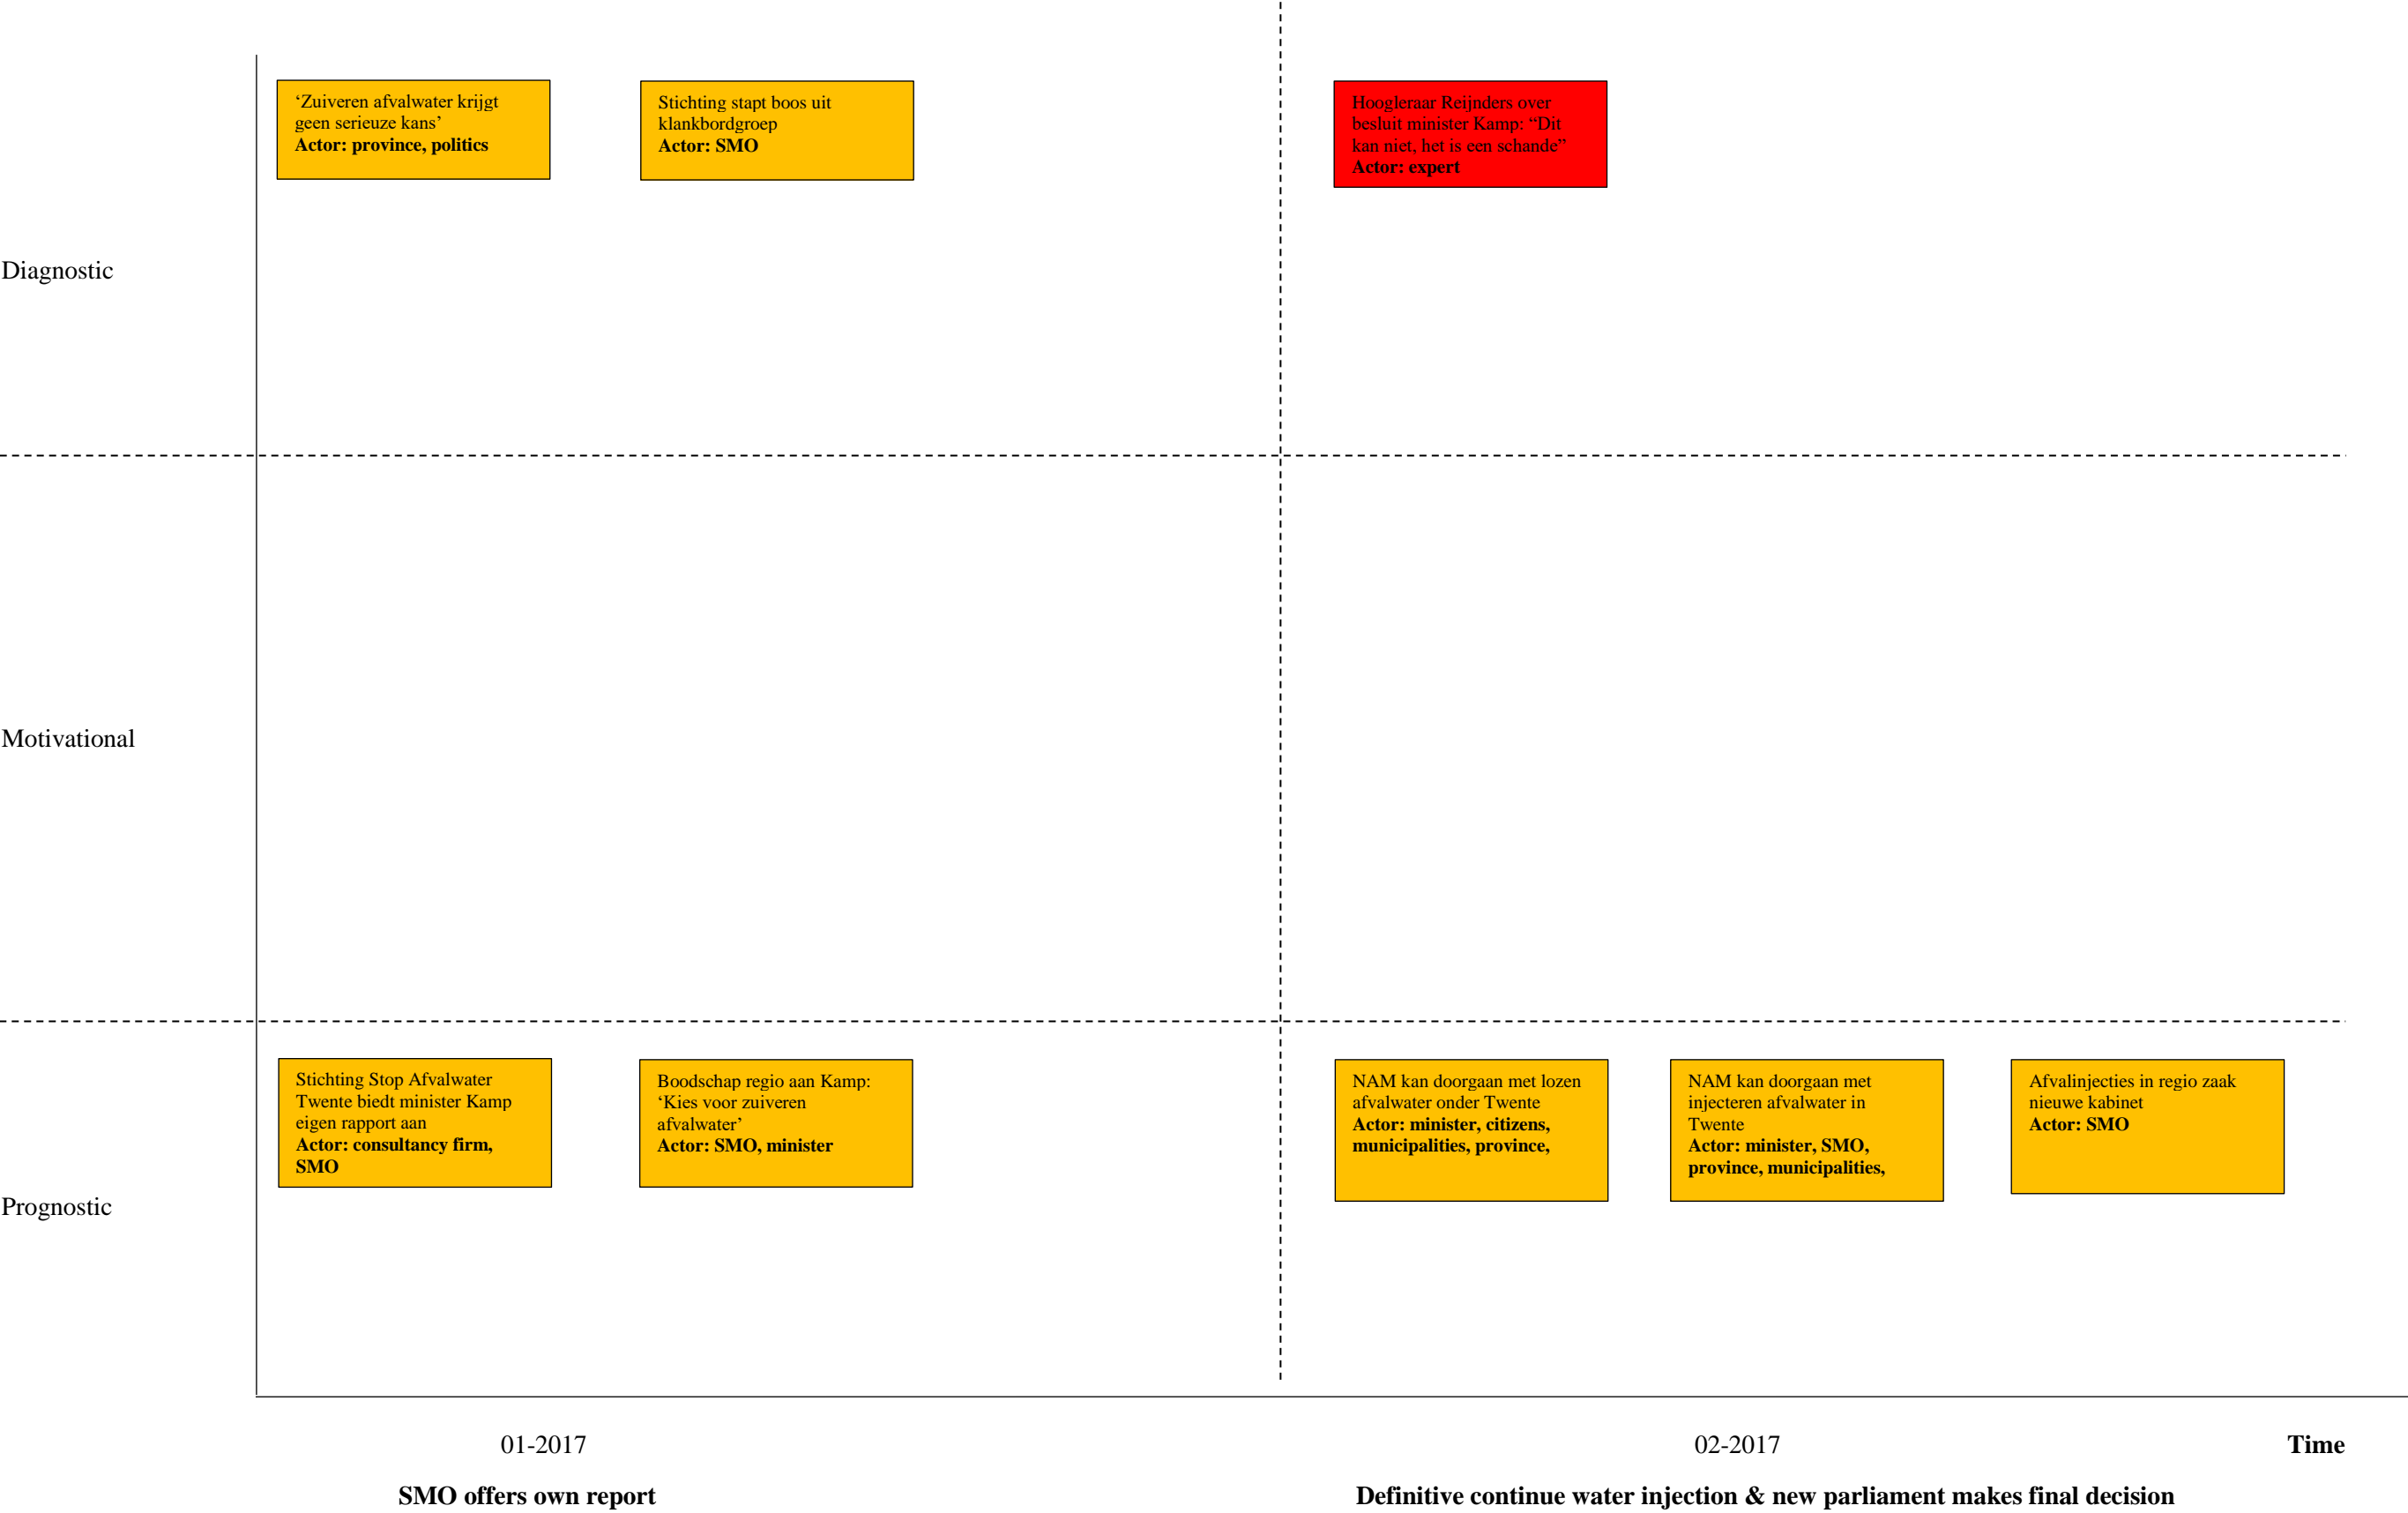 ‘Zuiveren afvalwater krijgt
geen serieuze kans’
Actor: province, politics
Stichting stapt boos uit
klankbordgroep
Actor: SMO
Hoogleraar Reijnders over
besluit minister Kamp: “Dit
kan niet, het is een schande”
Actor: expert
Diagnostic
Motivational
Stichting Stop Afvalwater
Twente biedt minister Kamp
eigen rapport aan
Actor: consultancy firm,
SMO
Boodschap regio aan Kamp:
‘Kies voor zuiveren
afvalwater’
Actor: SMO, minister
NAM kan doorgaan met lozen
afvalwater onder Twente
Actor: minister, citizens,
municipalities, province,
NAM kan doorgaan met
injecteren afvalwater in
Twente
Actor: minister, SMO,
province, municipalities,
Afvalinjecties in regio zaak
nieuwe kabinet
Actor: SMO
Prognostic
01-2017
02-2017
Time
SMO offers own report
Definitive continue water injection & new parliament makes final decision